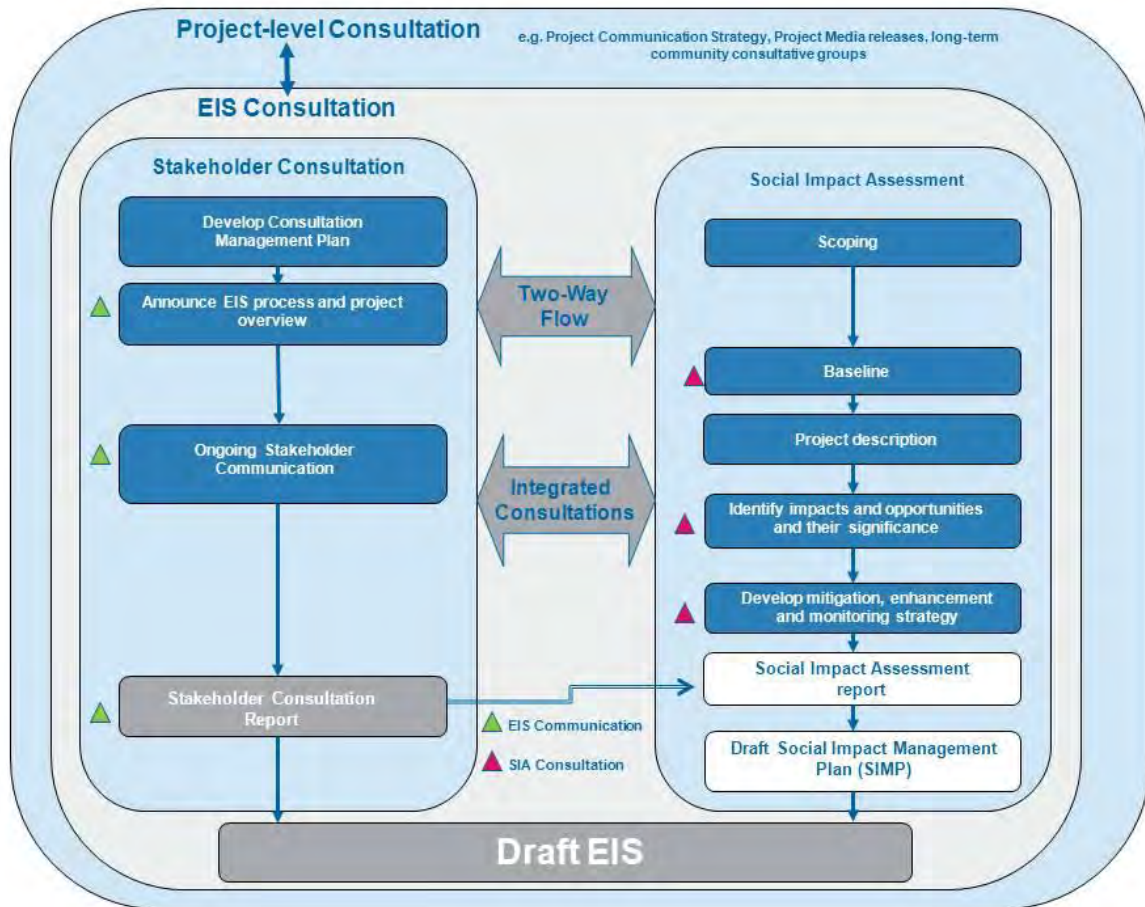 Project-level Consultation
e.g. Project Communication Strategy, Project Media releases, long-term
community consultative groups
EIS Consultation
Stakeholder Consultation
Develop Consultation
Management Plan
Announce EIS process and project
overview
Ongoing Stakeholder
Communication
Stakeholder Consultation
Report
Two-Way
Flow
Integrated
Consultations
EIS Communication
SIA Consultation
Social Impact Assessment
Scoping
Baseline
Project description
Identify impacts and opportunities
and their significance
Develop mitigation, enhancement
and monitoring strategy
Social Impact Assessment
report
Draft Social Impact Management
Plan (SIMP)
Draft EIS